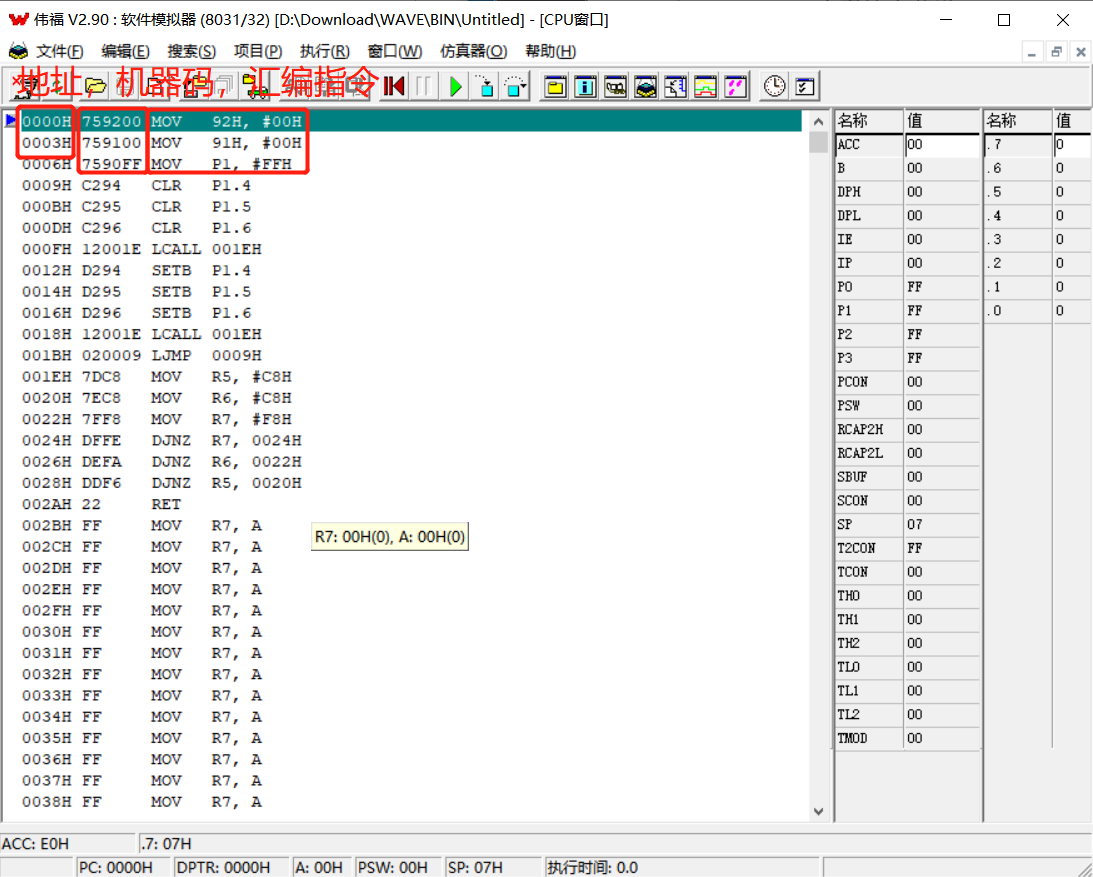 伟福 V2.90 : 软件模拟器 (8031/32) [D:\Download\WAVE\BIN\Untitled] - [CPU窗口]
文件(F) 编辑(E) 搜索(S) 项目(P) 执行(R) 窗口(W) 仿真器(O) 帮助(H)
地址，机器码，汇编指令
0000H 759200 MOV 92H, #00H
0003H 759100 MOV 91H, #00H
0006H 7590FF MOV P1, #FFH
0009H C294 CLR P1.4
000BH C295 CLR P1.5
000DH C296 CLR P1.6
000FH 12001E LCALL 001EH
0012H D294 SETB P1.4
0014H D295 SETB P1.5
0016H D296 SETB P1.6
0018H 12001E LCALL 001EH
001BH 020009 LJMP 0009H
001EH 7DC8 MOV R5, #C8H
0020H 7EC8 MOV R6, #C8H
0022H 7FF8 MOV R7, #F8H
0024H DFFE DJNZ R7, 0024H
0026H DEFA DJNZ R6, 0022H
0028H DDF6 DJNZ R5, 0020H
002AH 22 RET
002BH FF MOV R7, A
002CH FF MOV R7, A
002DH FF MOV R7, A
002EH FF MOV R7, A
002FH FF MOV R7, A
0030H FF MOV R7, A
0031H FF MOV R7, A
0032H FF MOV R7, A
0033H FF MOV R7, A
0034H FF MOV R7, A
0035H FF MOV R7, A
0036H FF MOV R7, A
0037H FF MOV R7, A
0038H FF MOV R7, A
R7: 00H(0), A: 00H(0)
名称 值
ACC 00
B 00
DPH 00
DPL 00
IE 00
IP 00
P0 FF
P1 FF
P2 FF
P3 FF
PCON 00
PSW 00
RCAP2H 00
RCAP2L 00
SBUF 00
SCON 00
SP 07
T2CON FF
TCON 00
TH0 00
TH1 00
TH2 00
TL0 00
TL1 00
TL2 00
TMOD 00
名称 值
.7 0
.6 0
.5 0
.4 0
.3 0
.2 0
.1 0
.0 0
ACC: E0H .7: 07H
PC: 0000H DPTR: 0000H A: 00H PSW: 00H SP: 07H 执行时间: 0.0